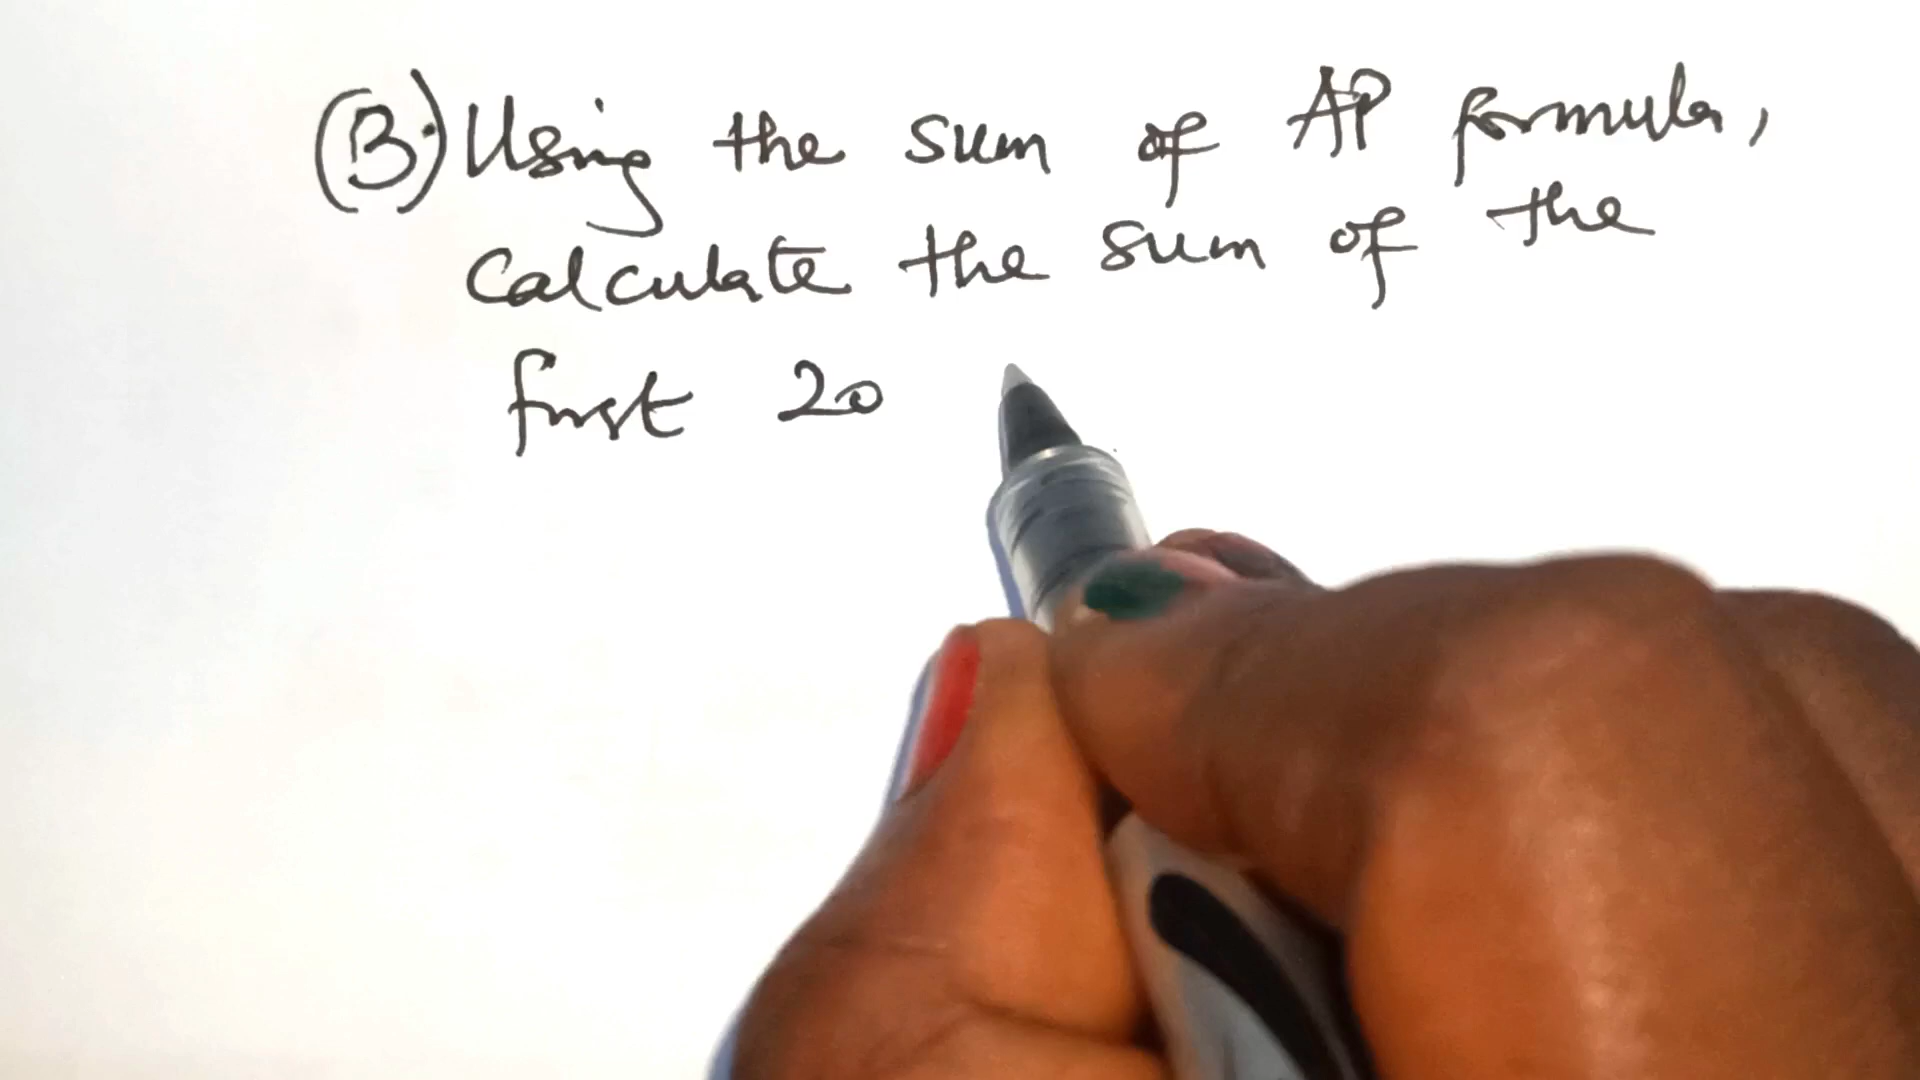 (B.) Using the sum of AP formula,
Calculate the sum of the
first 20